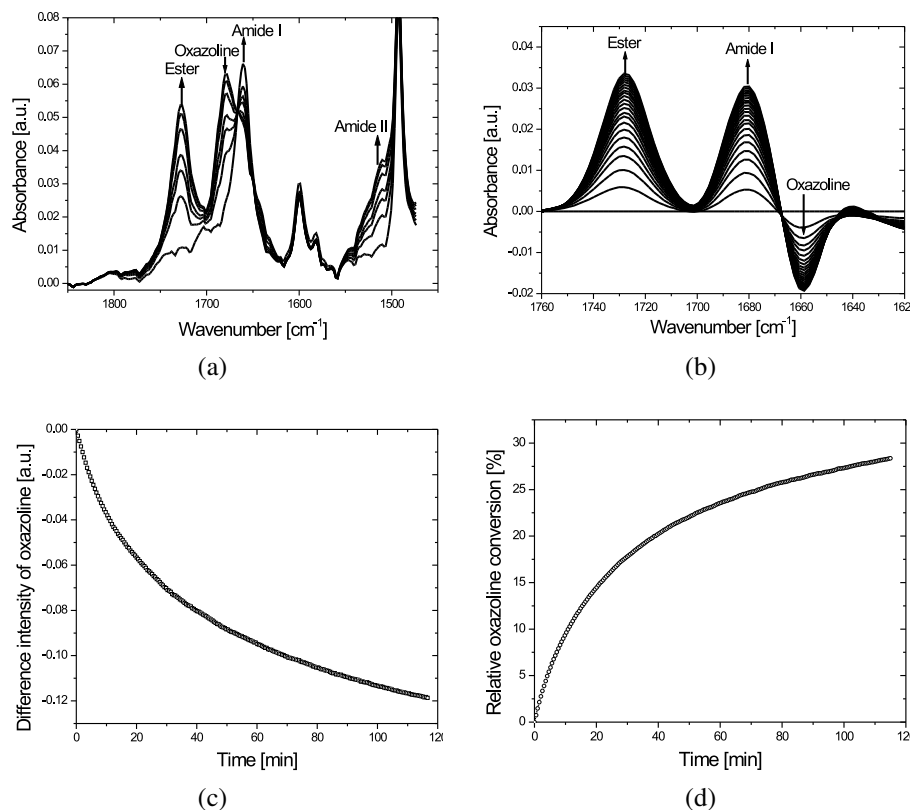 0.08
0.07
0.06
0.05
0.04
0.03
0.02
0.01
0.00
Absorbance [a.u.]
Ester
Oxazoline
Amide I
Amide II
1800
1700
1600
1500
Wavenumber [cm-1]
(a)
0.04
0.03
0.02
0.01
0.00
-0.01
-0.02
Absorbance [a.u.]
Ester
Amide I
Oxazoline
1760
1740
1720
1700
1680
1660
1640
1620
Wavenumber [cm-1]
(b)
0.00
-0.02
-0.04
-0.06
-0.08
-0.10
-0.12
Difference intensity of oxazoline [a.u.]
0
20
40
60
80
100
120
Time [min]
(c)
30
25
20
15
10
5
0
Relative oxazoline conversion [%]
0
20
40
60
80
100
120
Time [min]
(d)